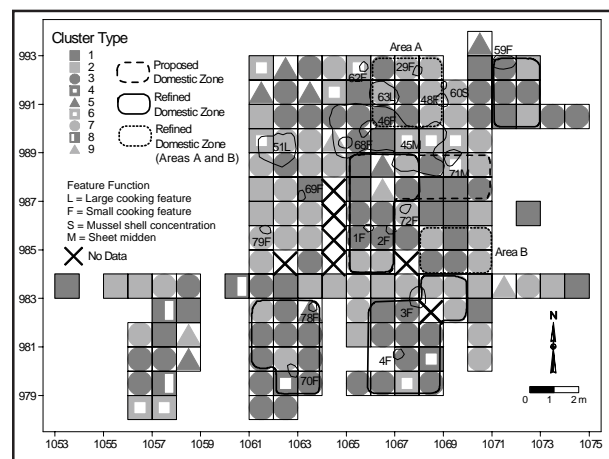 Cluster Type
1
2
3
4
5
6
7
8
9
Proposed
Domestic Zone
Refined
Domestic Zone
Refined
Domestic Zone
(Areas A and B)
Feature Function
L = Large cooking feature
F = Small cooking feature
S = Mussel shell concentration
M = Sheet midden
No Data
Area A
59F
62F
29F
63L
48F
60S
46F
68F
45M
51L
71M
69F
72F
79F
1F
2F
Area B
3F
78F
4F
70F
N
0
1
2 m
993
991
989
987
985
983
981
979
1053 1055 1057 1059 1061 1063 1065 1067 1069 1071 1073 1075